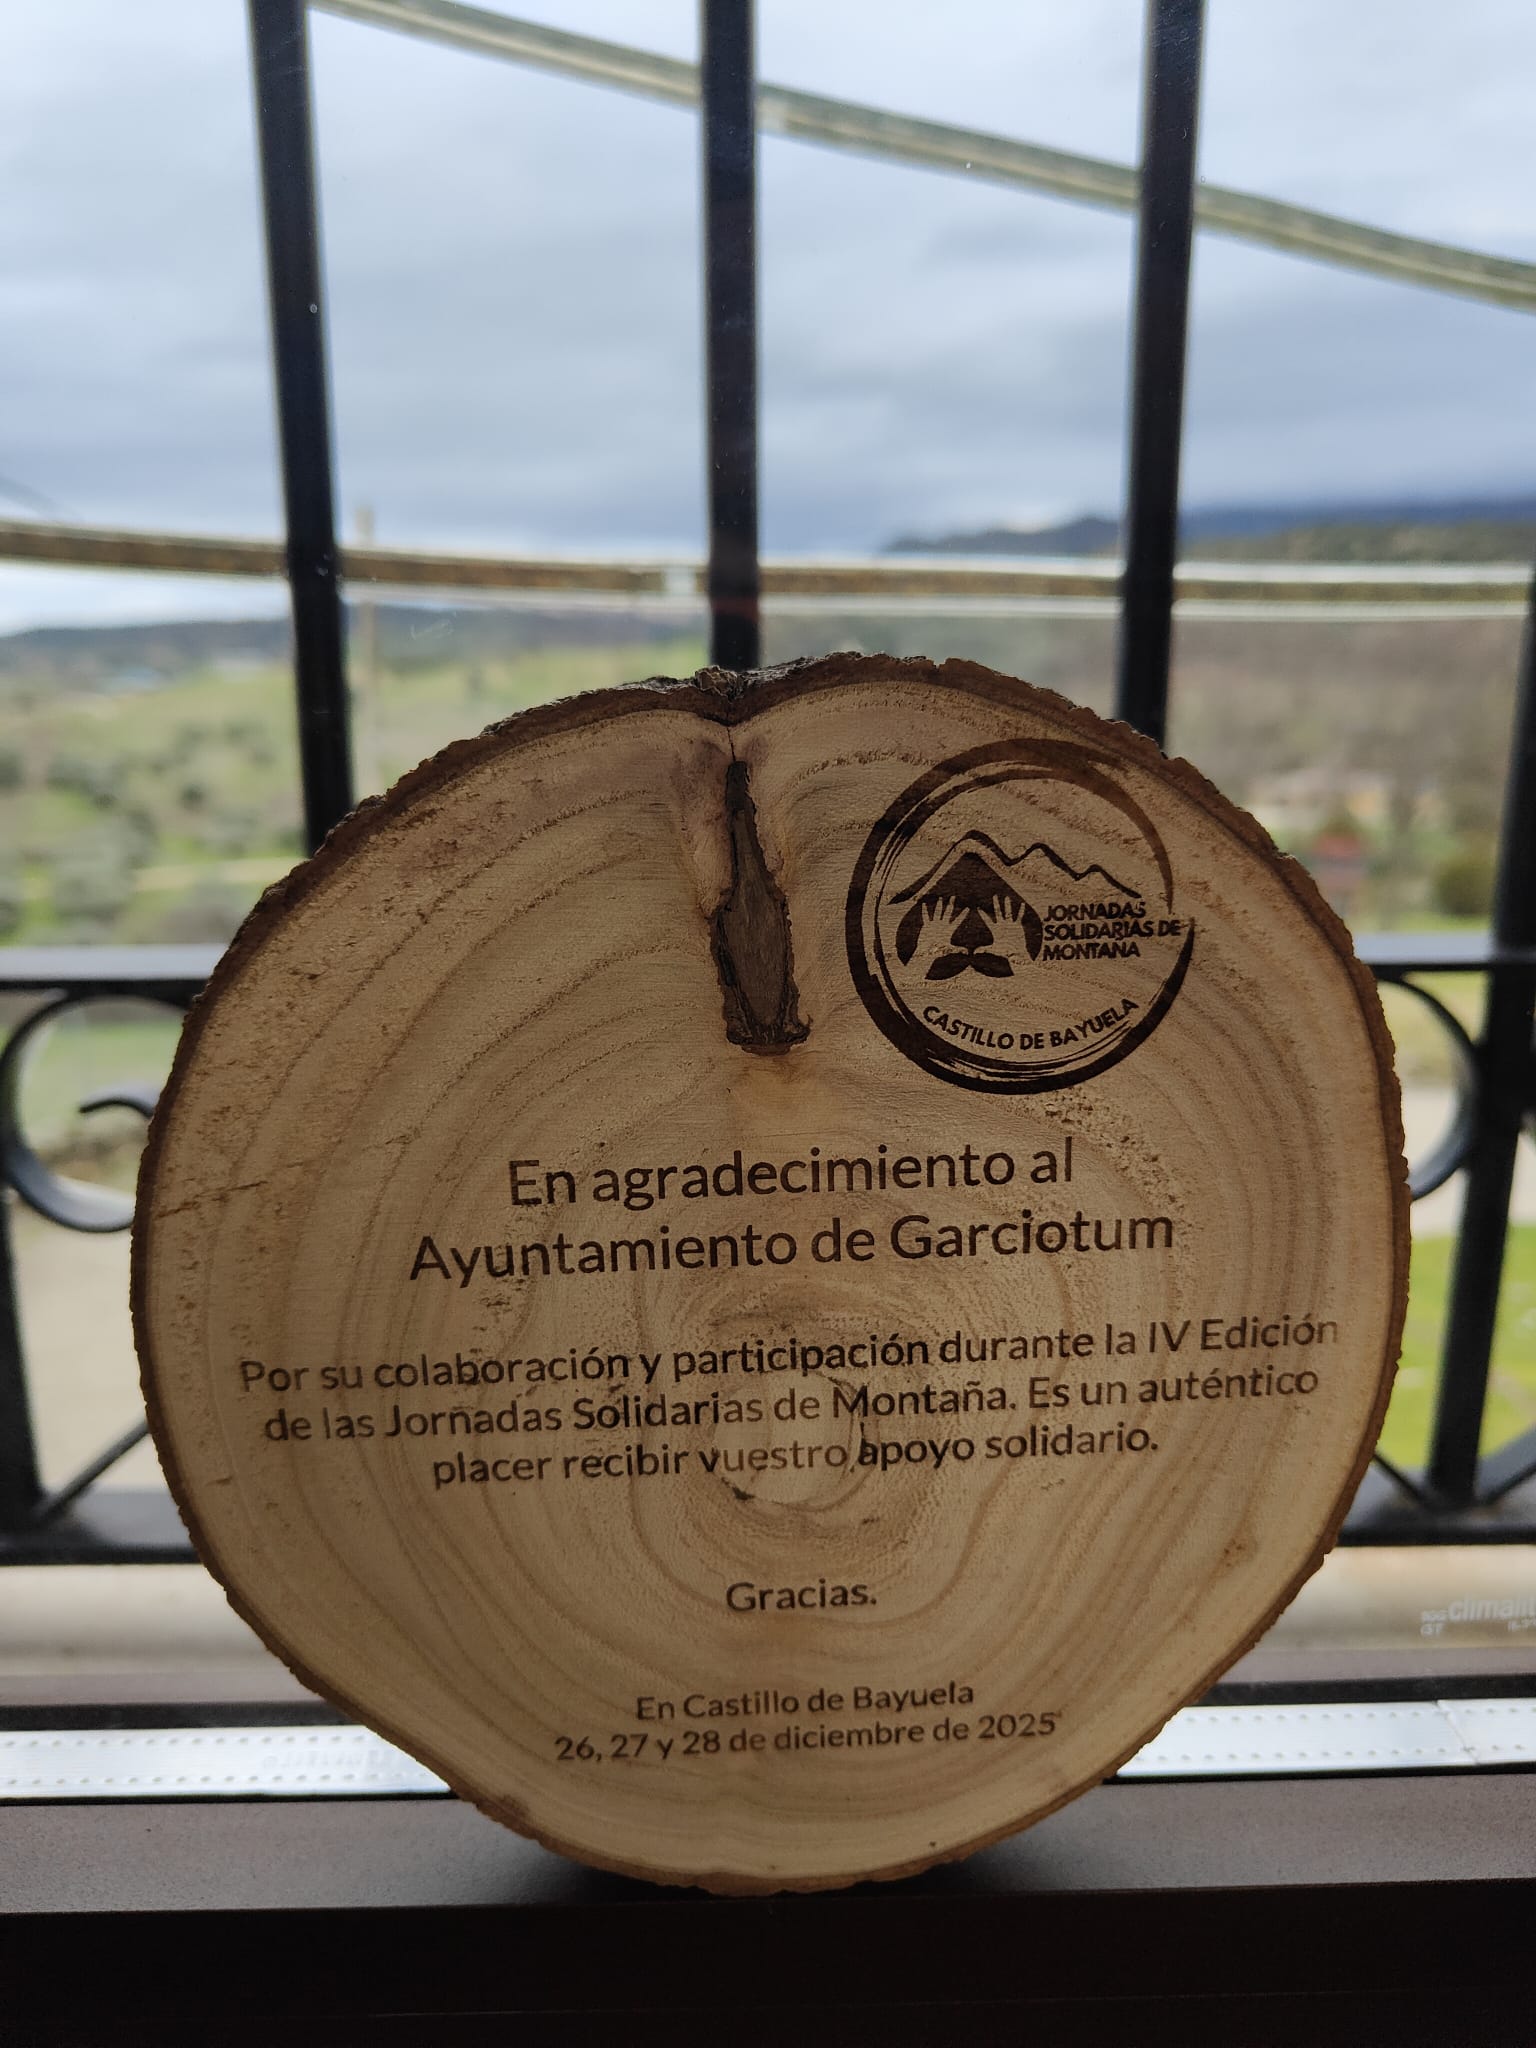 JORNADAS
SOLIDARIAS DE
MONTAÑA
CASTILLO DE BAYUELA
En agradecimiento al
Ayuntamiento de Garciotum
Por su colaboración y participación durante la IV Edición
de las Jornadas Solidarias de Montaña. Es un auténtico
placer recibir vuestro apoyo solidario.
Gracias.
En Castillo de Bayuela
26, 27 y 28 de diciembre de 2025